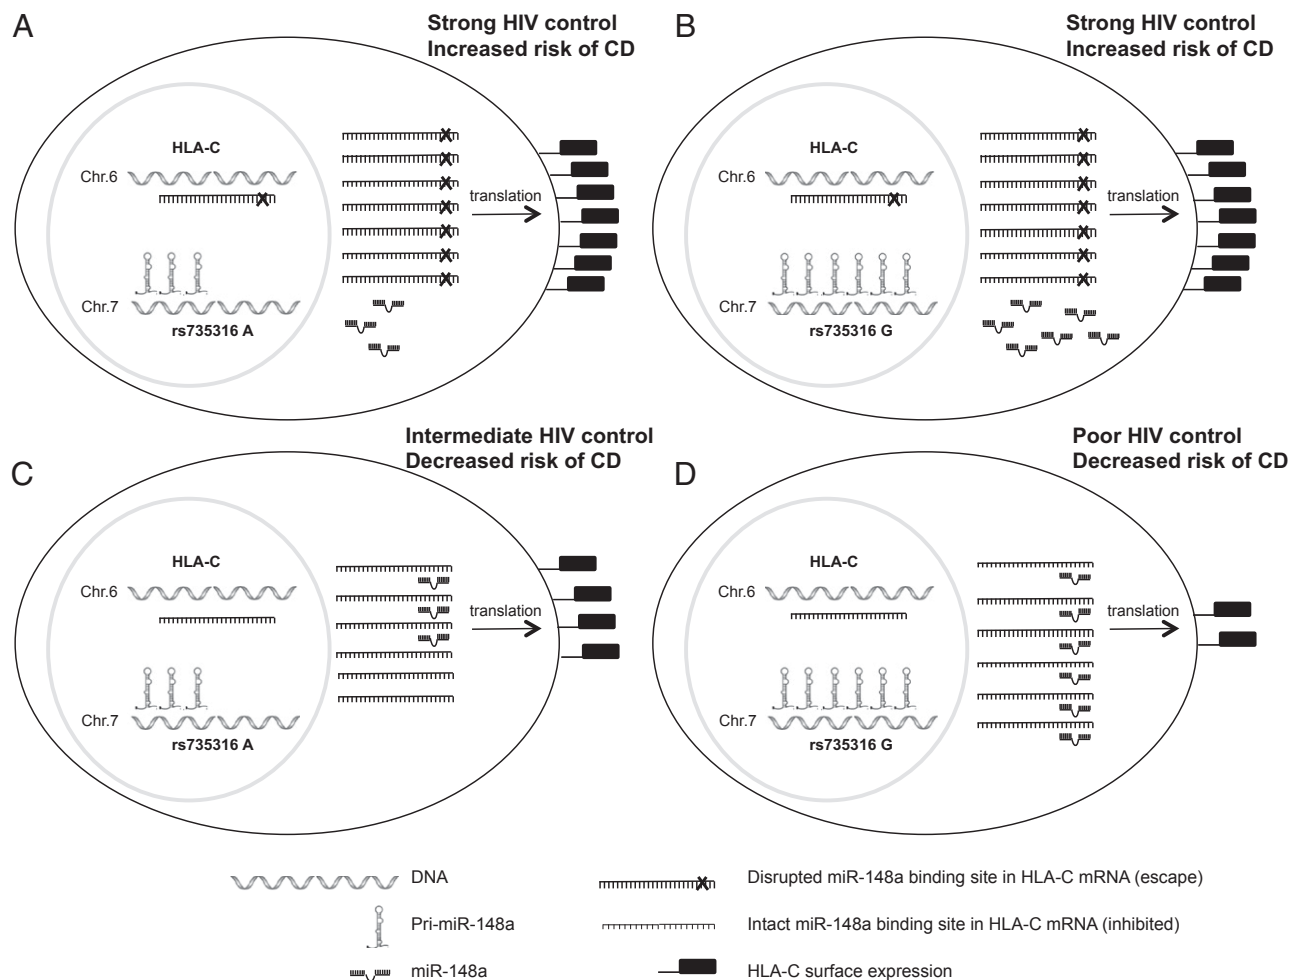 A
Strong HIV control
Increased risk of CD
HLA-C
Chr.6
translation
Chr.7
rs735316 A
B
Strong HIV control
Increased risk of CD
HLA-C
Chr.6
translation
Chr.7
rs735316 G
C
Intermediate HIV control
Decreased risk of CD
HLA-C
Chr.6
translation
Chr.7
rs735316 A
D
Poor HIV control
Decreased risk of CD
HLA-C
Chr.6
translation
Chr.7
rs735316 G
DNA
Pri-miR-148a
miR-148a
Disrupted miR-148a binding site in HLA-C mRNA (escape)
Intact miR-148a binding site in HLA-C mRNA (inhibited)
HLA-C surface expression